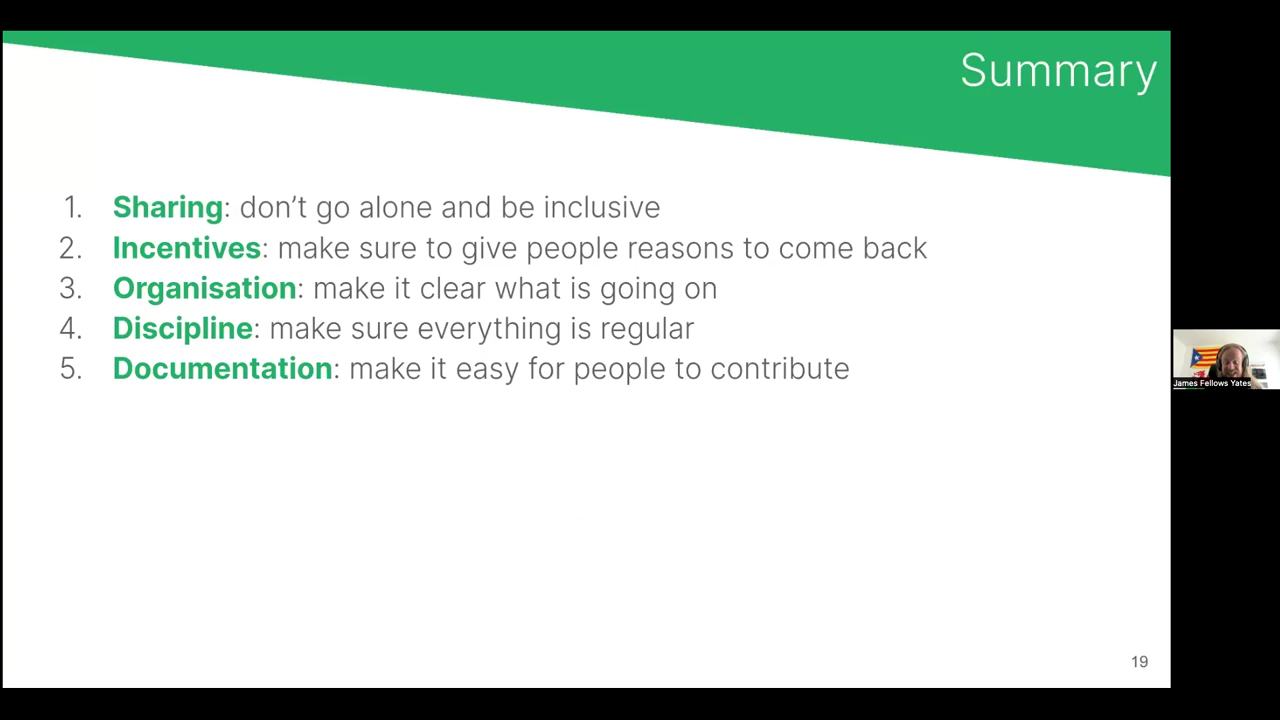 Summary
1. Sharing: don’t go alone and be inclusive
2. Incentives: make sure to give people reasons to come back
3. Organisation: make it clear what is going on
4. Discipline: make sure everything is regular
5. Documentation: make it easy for people to contribute
James Fellows Yates
19